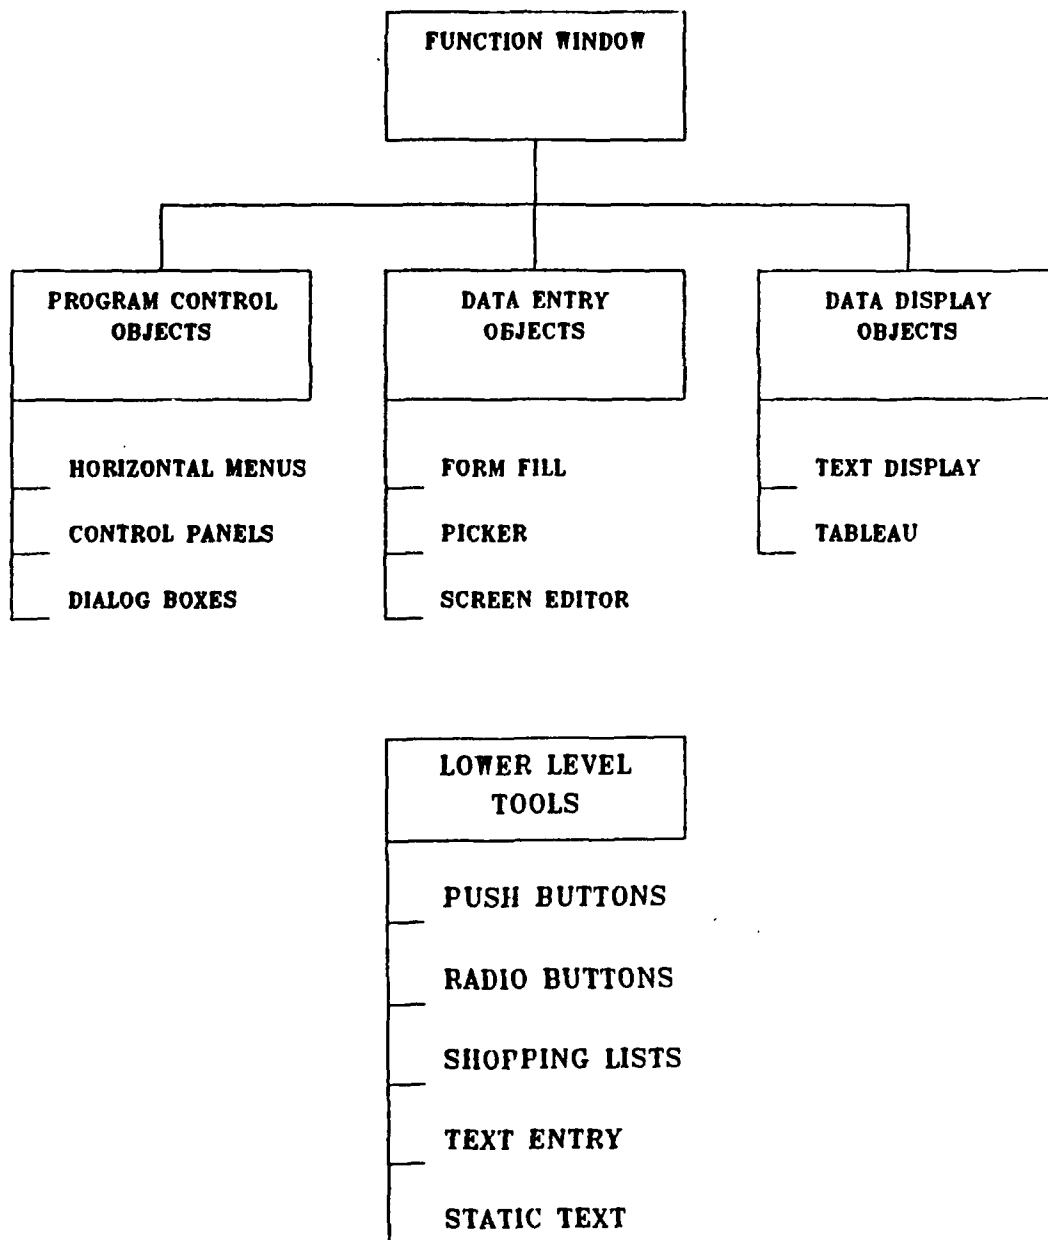 FUNCTION WINDOW
PROGRAM CONTROL
OBJECTS
DATA ENTRY
OBJECTS
DATA DISPLAY
OBJECTS
HORIZONTAL MENUS
CONTROL PANELS
DIALOG BOXES
FORM FILL
PICKER
SCREEN EDITOR
TEXT DISPLAY
TABLEAU
LOWER LEVEL
TOOLS
PUSH BUTTONS
RADIO BUTTONS
SHOPPING LISTS
TEXT ENTRY
STATIC TEXT